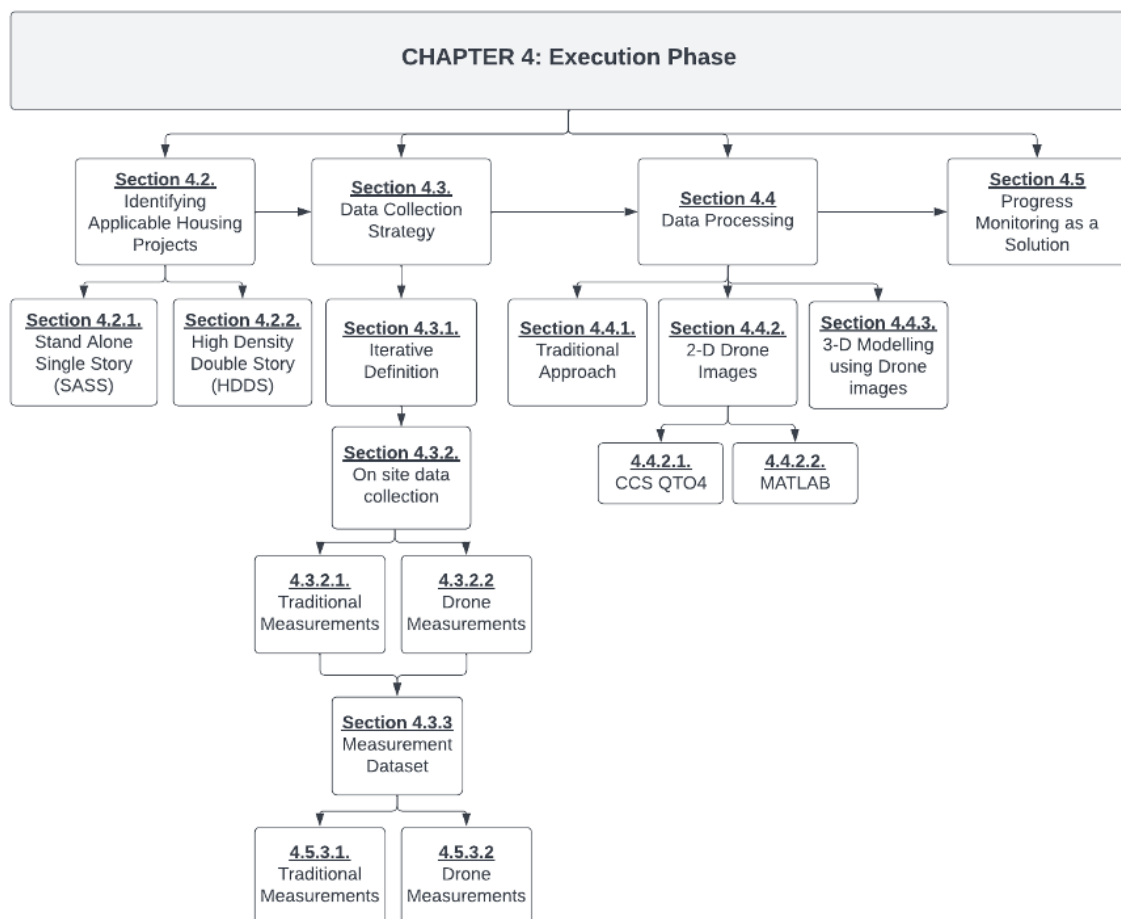 CHAPTER 4: Execution Phase
Section 4.2.
Identifying
Applicable Housing
Projects
Section 4.3.
Data Collection
Strategy
Section 4.4
Data Processing
Section 4.5
Progress
Monitoring as a
Solution
Section 4.2.1.
Stand Alone
Single Story
(SASS)
Section 4.2.2.
High Density
Double Story
(HDDS)
Section 4.3.1.
Iterative
Definition
Section 4.4.1.
Traditional
Approach
Section 4.4.2.
2-D Drone
Images
Section 4.4.3.
3-D Modelling
using Drone
images
Section 4.3.2.
On site data
collection
4.4.2.1.
CCS QTO4
4.4.2.2.
MATLAB
4.3.2.1.
Traditional
Measurements
4.3.2.2
Drone
Measurements
Section 4.3.3
Measurement
Dataset
4.5.3.1.
Traditional
Measurements
4.5.3.2
Drone
Measurements